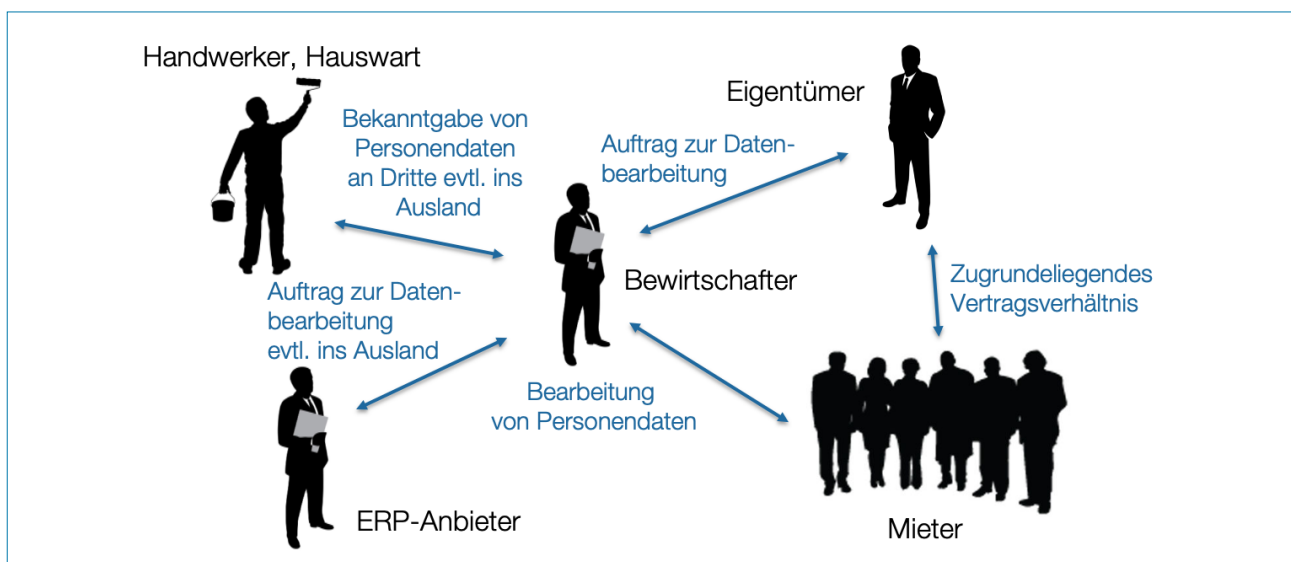 Handwerker, Hauswart
Bekanntgabe von
Personendaten
an Dritte evtl. ins
Ausland
Eigentümer
Auftrag zur Daten-
bearbeitung
Bewirtschafter
Zugrundeliegendes
Vertragsverhältnis
Auftrag zur Daten-
bearbeitung
evtl. ins Ausland
Bearbeitung
von Personendaten
ERP-Anbieter
Mieter